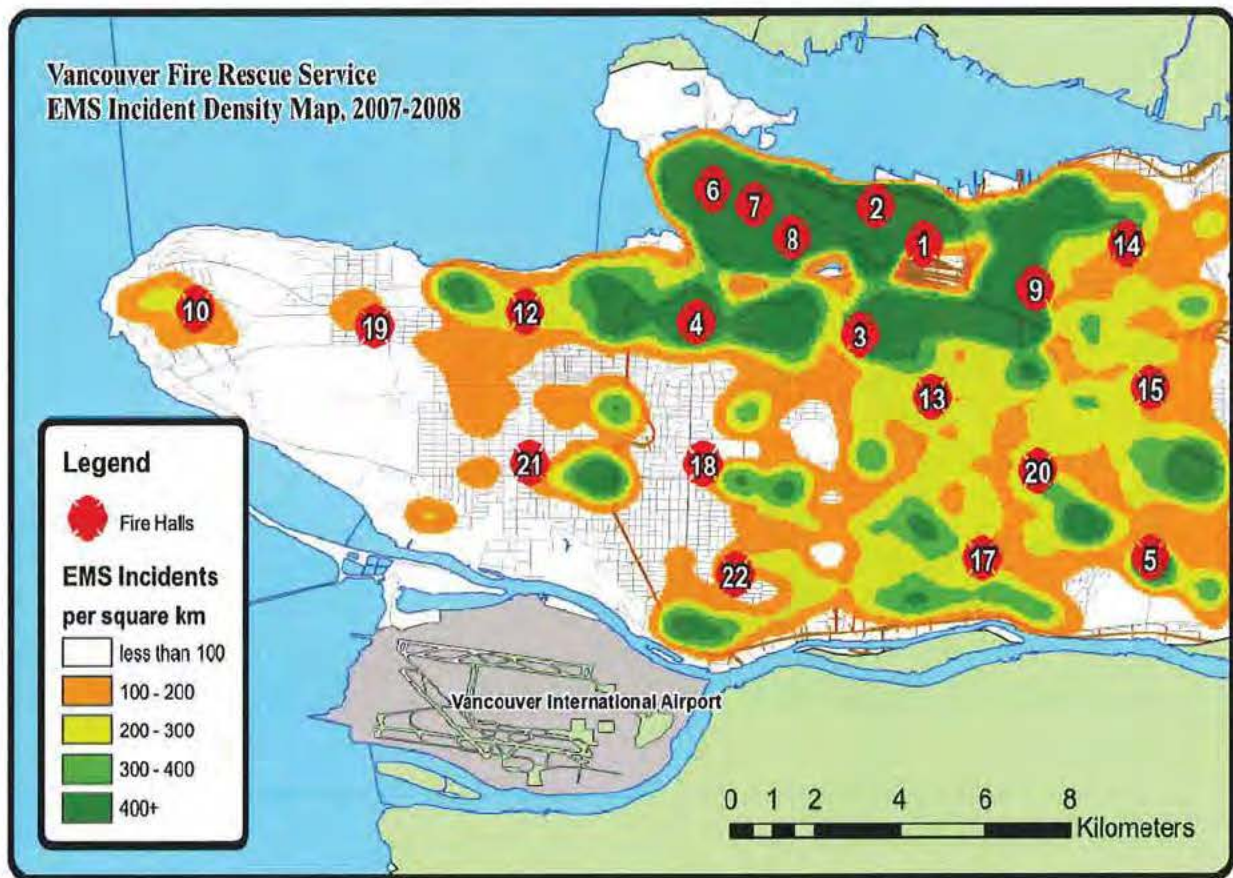 Vancouver Fire Rescue Service
EMS Incident Density Map, 2007-2008
6
7
2
8
1
14
9
10
12
4
19
3
13
15
21
18
20
17
5
22
Legend
Fire Halls
EMS Incidents
per square km
less than 100
100 - 200
200 - 300
300 - 400
400+
Vancouver International Airport
0 1 2 4 6 8
Kilometers